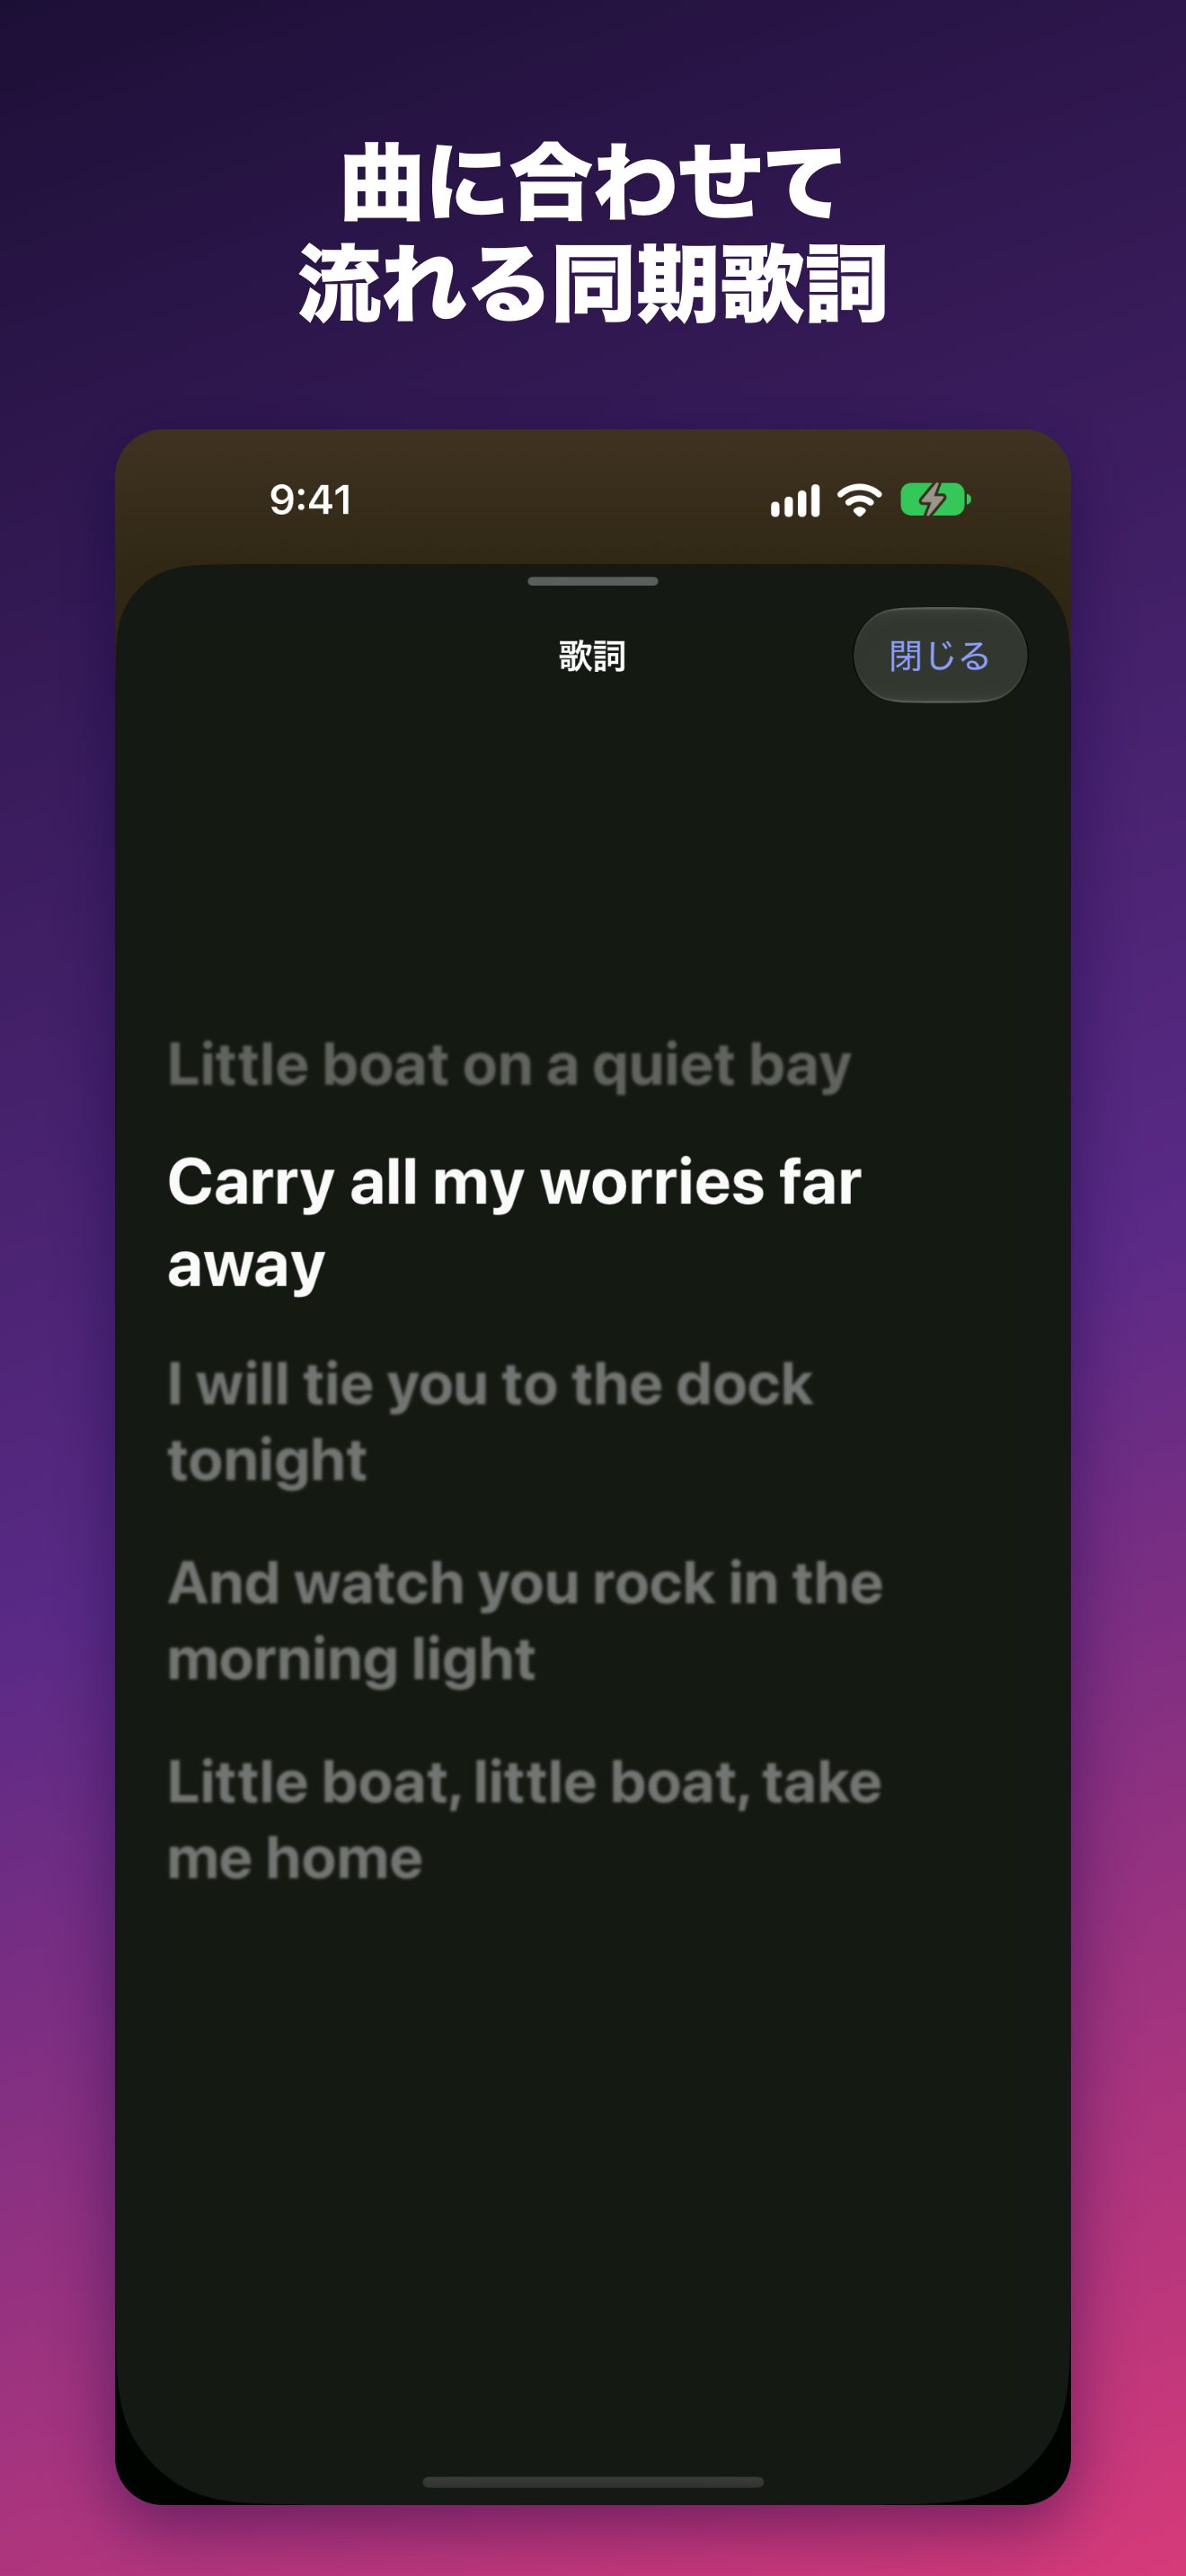 曲に合わせて
流れる同期歌詞
9:41
歌詞
閉じる
Little boat on a quiet bay
Carry all my worries far
away
I will tie you to the dock
tonight
And watch you rock in the
morning light
Little boat, little boat, take
me home